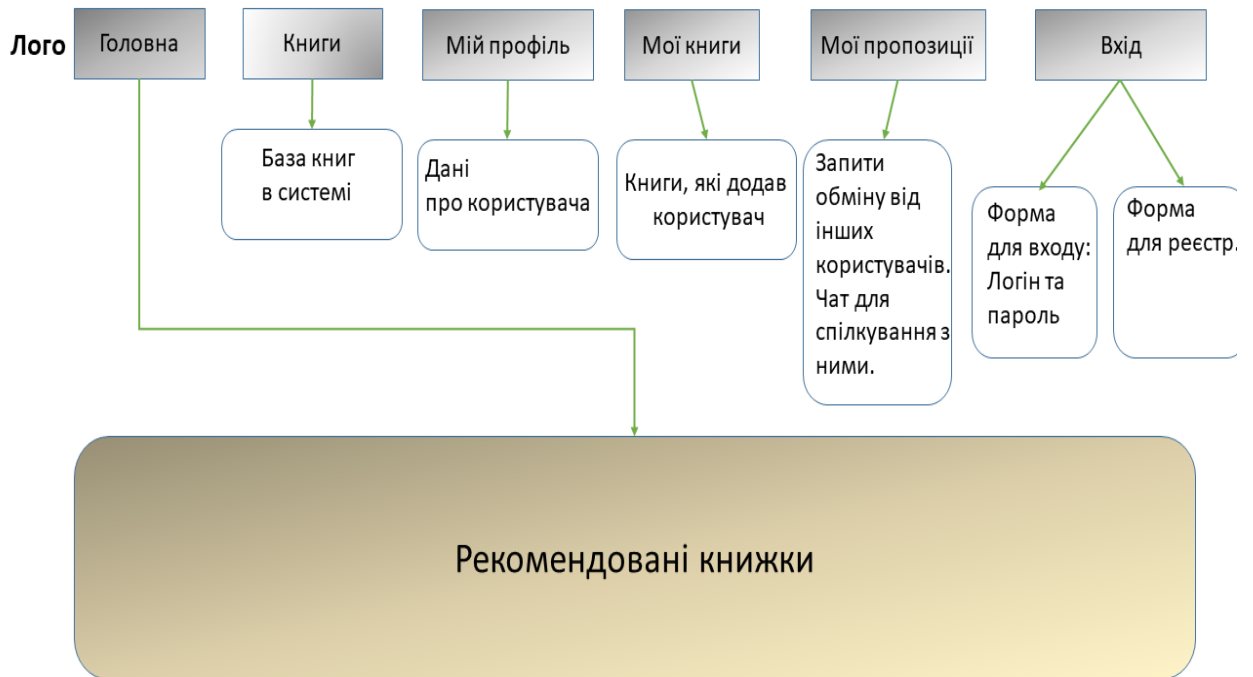 Лого
Головна
Книги
Мій профіль
Мої книги
Мої пропозиції
Вхід
База книг
в системі
Дані
про користувача
Книги, які додав
користувач
Запити
обміну від
інших
користувачів.
Чат для
спілкування з
ними.
Форма
для входу:
Логін та
пароль
Форма
для реєстр.
Рекомендовані книжки